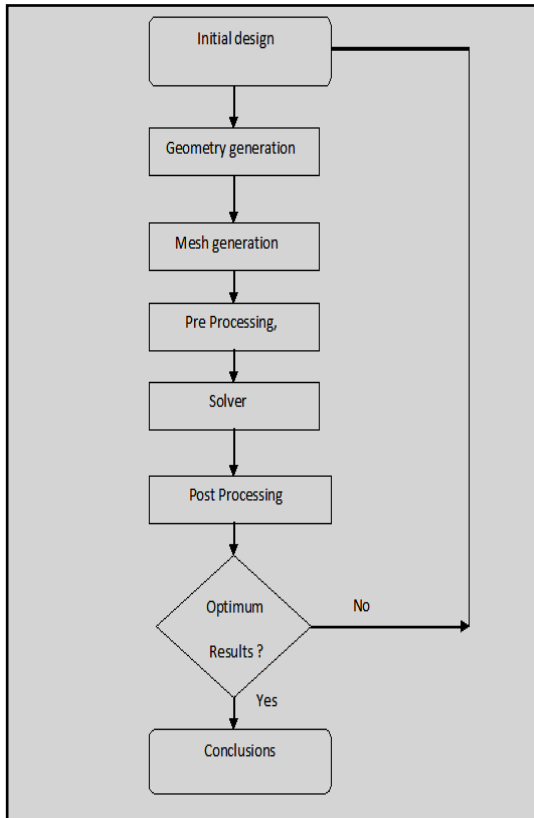 Initial design
Geometry generation
Mesh generation
Pre Processing,
Solver
Post Processing
Optimum
No
Results ?
Yes
Conclusions